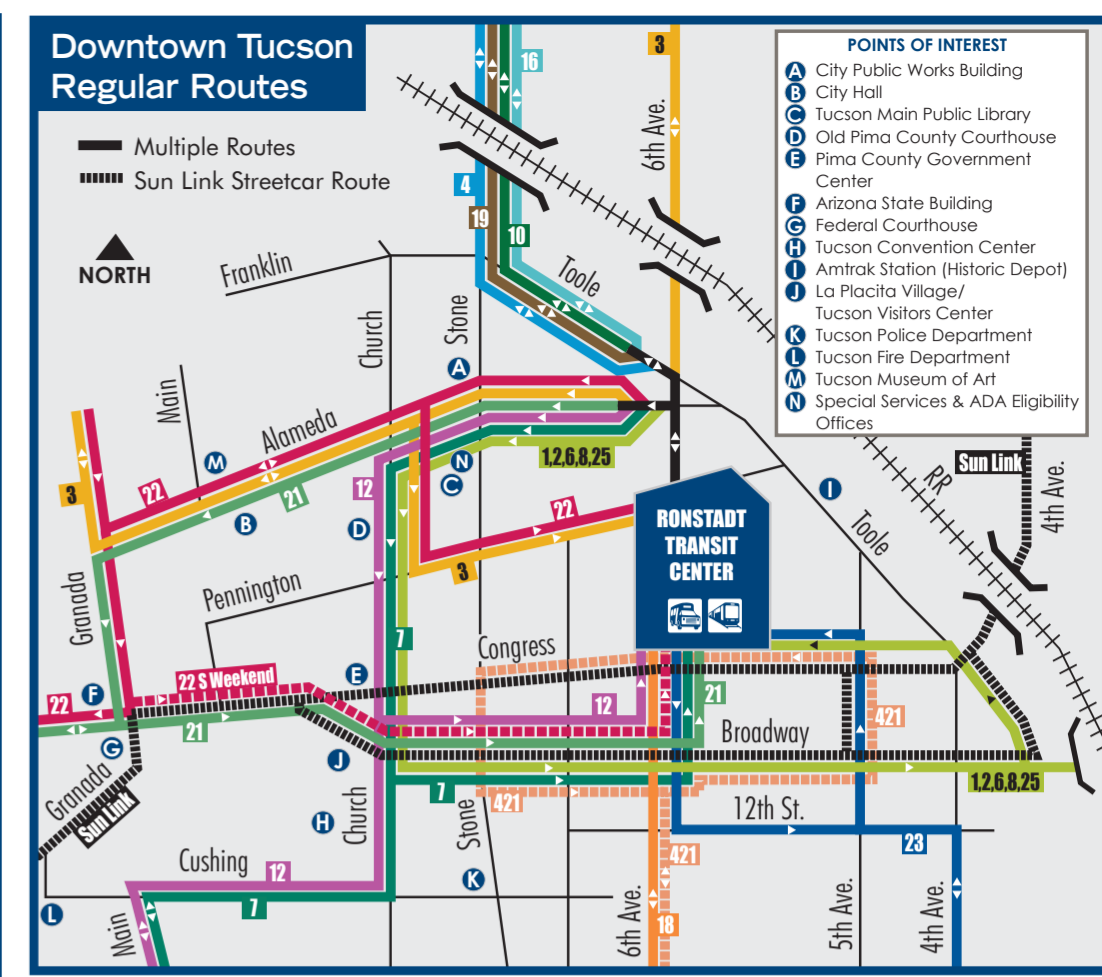 Downtown Tucson
Regular Routes
Multiple Routes
Sun Link Streetcar Route
NORTH
POINTS OF INTEREST
A City Public Works Building
B City Hall
C Tucson Main Public Library
D Old Pima County Courthouse
E Pima County Government
Center
F Arizona State Building
G Federal Courthouse
H Tucson Convention Center
I Amtrak Station (Historic Depot)
J La Placita Village/
Tucson Visitors Center
K Tucson Police Department
L Tucson Fire Department
M Tucson Museum of Art
N Special Services & ADA Eligibility
Offices
16
3
6th Ave.
4
19
10
Franklin
Toole
Church
Stone
A
Main
Alameda
M
N
C
1,2,6,8,25
Sun Link
RR
4th Ave.
3
22
21
B
12
D
22
3
I
Toole
RONSTADT
TRANSIT
CENTER
Granada
Pennington
7
E
Congress
22 S Weekend
F
22
21
G
12
21
421
Broadway
J
Granada
Sun Link
H
Church
7
421
Stone
12th St.
1,2,6,8,25
23
421
Cushing
12
K
7
L
Main
6th Ave.
18
5th Ave.
4th Ave.